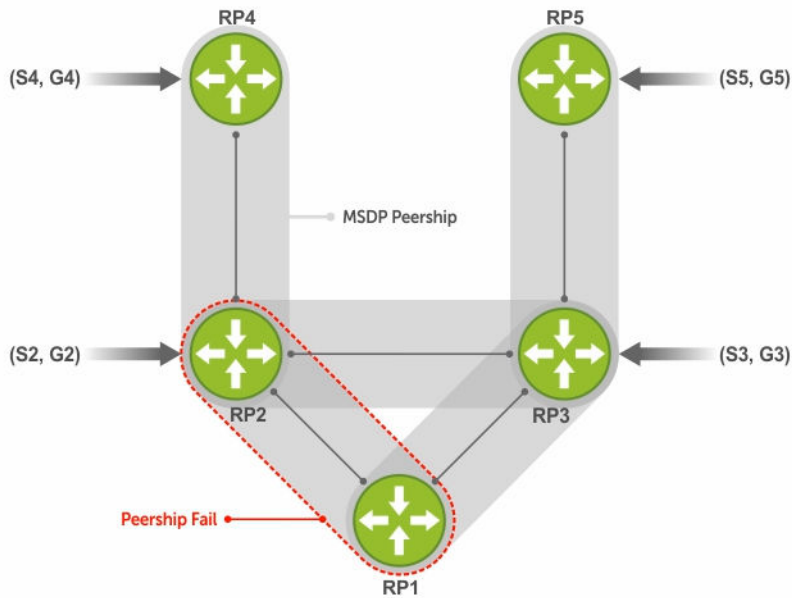 RP4
RP5
(S4, G4)
(S5, G5)
MSDP Peership
(S2, G2)
(S3, G3)
RP2
RP3
Peership Fail
RP1